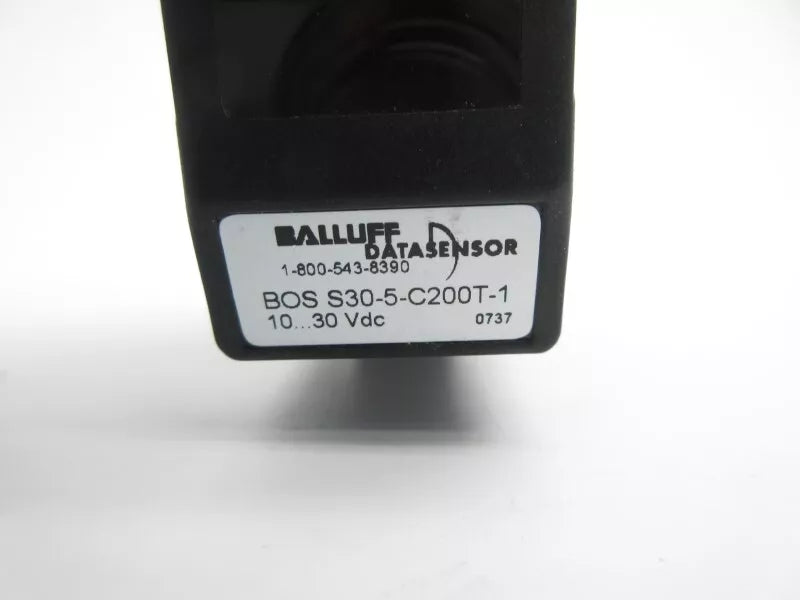 BALLUFF
DATASENSOR
1-800-543-8390
BOS S30-5-C200T-1
10...30 Vdc 0737